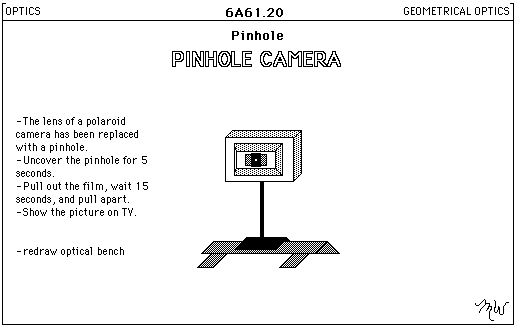 OPTICS 6A61.20 GEOMETRICAL OPTICS
Pinhole
PINHOLE CAMERA
-The lens of a polaroid
camera has been replaced
with a pinhole.
-Uncover the pinhole for 5
seconds.
-Pull out the film, wait 15
seconds, and pull apart.
-Show the picture on TV.
-redraw optical bench
MW